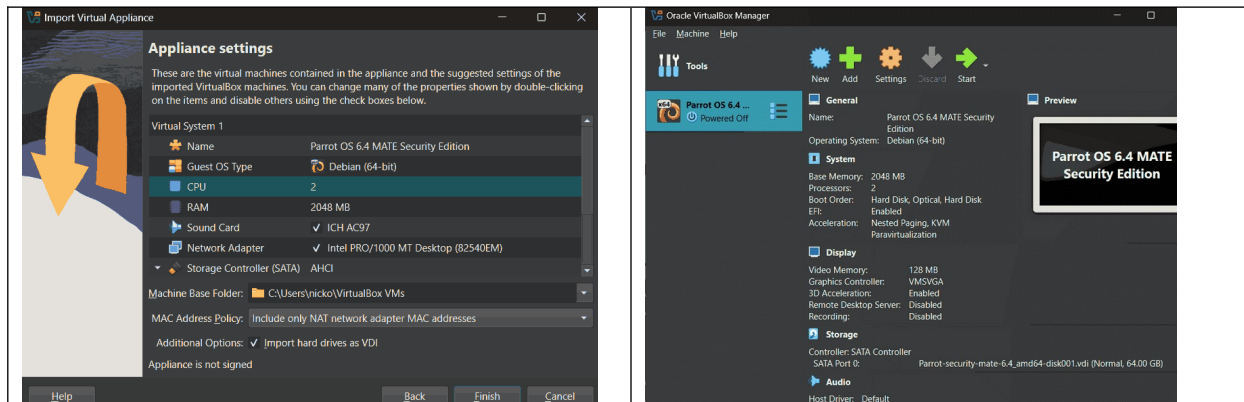 Import Virtual Appliance
Appliance settings
These are the virtual machines contained in the appliance and the suggested settings of the
imported VirtualBox machines. You can change many of the properties shown by double-clicking
on the items and disable others using the check boxes below.
Virtual System 1
Name Parrot OS 6.4 MATE Security Edition
Guest OS Type Debian (64-bit)
CPU 2
RAM 2048 MB
Sound Card ICH AC97
Network Adapter Intel PRO/1000 MT Desktop (82540EM)
Storage Controller (SATA) AHCI
Machine Base Folder: C:\Users\nicko\VirtualBox VMs
MAC Address Policy: Include only NAT network adapter MAC addresses
Additional Options: Import hard drives as VDI
Appliance is not signed
Help Back Finish Cancel
Oracle VirtualBox Manager
File Machine Help
Tools
New Add Settings Discard Start
x64
Parrot OS 6.4 ...
Powered Off
General
Name: Parrot OS 6.4 MATE Security
Edition
Operating System: Debian (64-bit)
System
Base Memory: 2048 MB
Processors: 2
Boot Order: Hard Disk, Optical, Hard Disk
EFI: Enabled
Acceleration: Nested Paging, KVM
Paravirtualization
Display
Video Memory: 128 MB
Graphics Controller: VMSVGA
3D Acceleration: Enabled
Remote Desktop Server: Disabled
Recording: Disabled
Storage
Controller: SATA Controller
SATA Port 0: Parrot-security-mate-6.4_amd64-disk001.vdi (Normal, 64.00 GB)
Audio
Host Driver: Default
Preview
Parrot OS 6.4 MATE
Security Edition